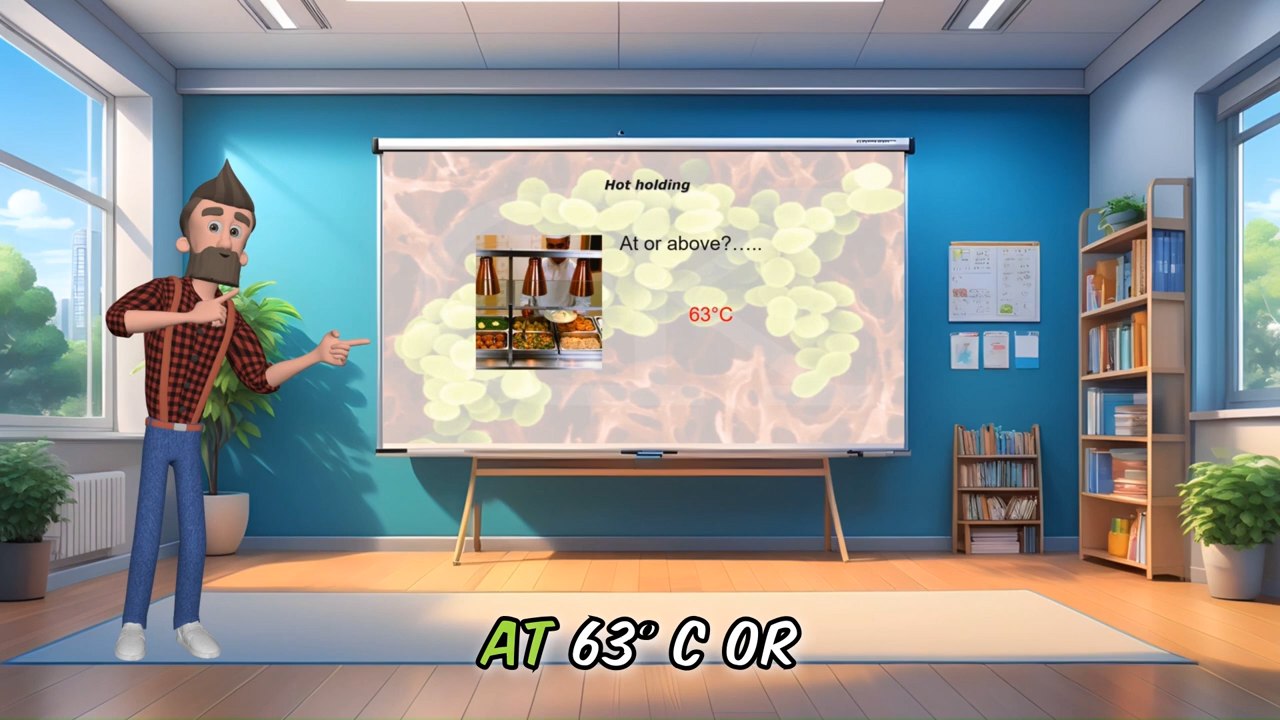 Hot holding
At or above?.....
63°C
AT 63° C OR